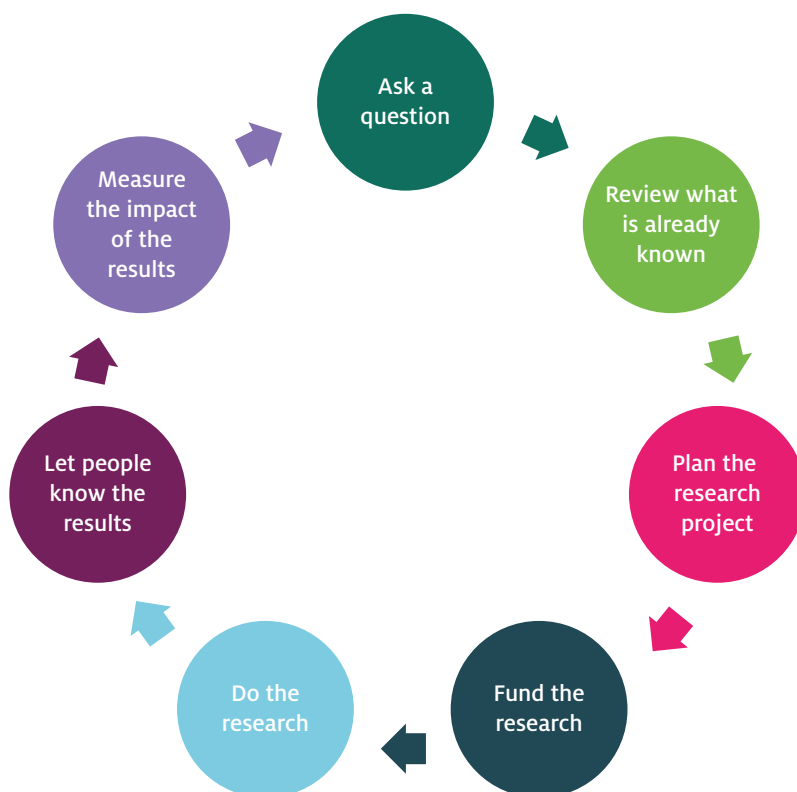 Ask a
question
Review what
is already
known
Plan the
research
project
Fund the
research
Do the
research
Let people
know the
results
Measure
the impact
of the
results